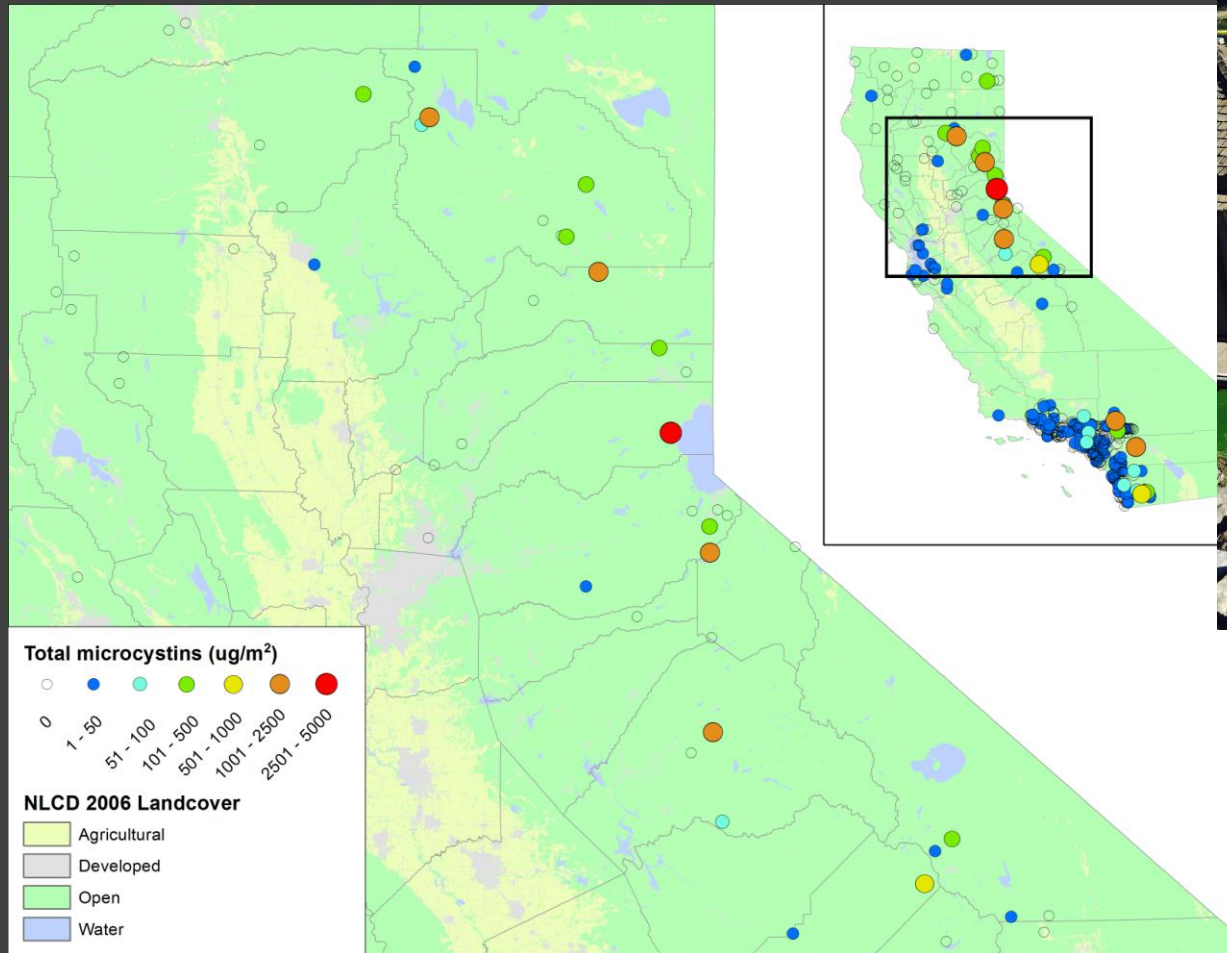 Total microcystins (ug/m²)
0
1 - 50
51 - 100
101 - 500
501 - 1000
1001 - 2500
2501 - 5000
NLCD 2006 Landcover
Agricultural
Developed
Open
Water